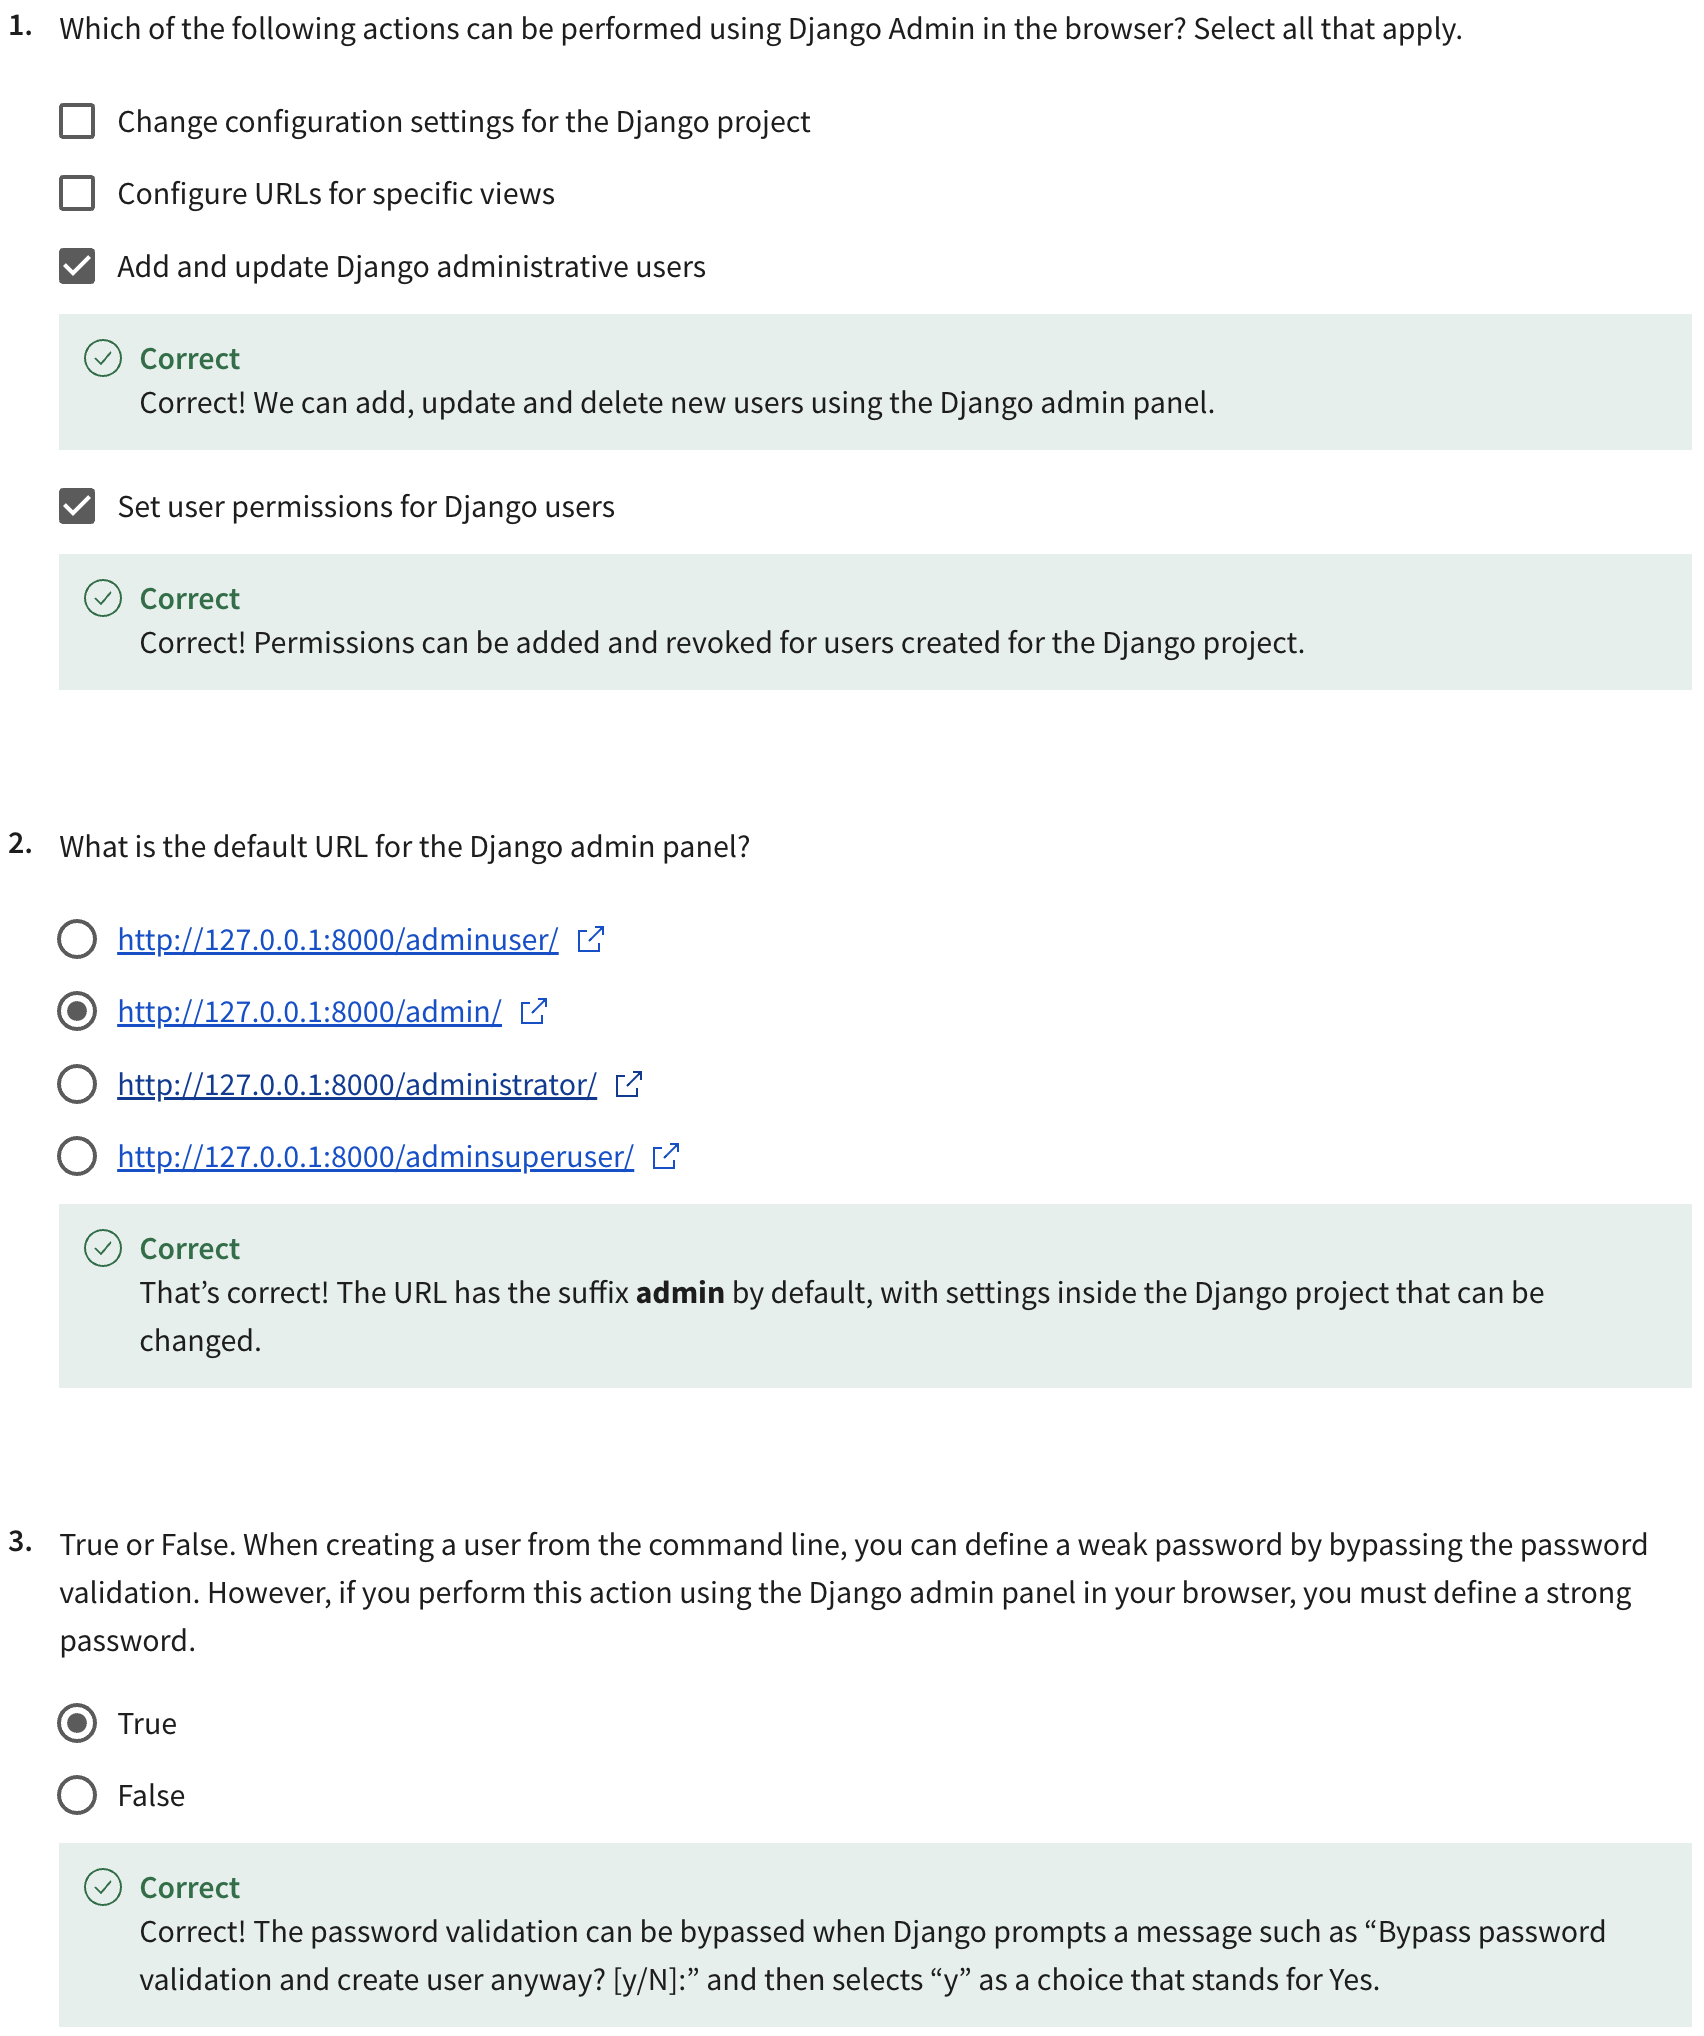 1. Which of the following actions can be performed using Django Admin in the browser? Select all that apply.
Change configuration settings for the Django project
Configure URLs for specific views
Add and update Django administrative users
Correct
Correct! We can add, update and delete new users using the Django admin panel.
Set user permissions for Django users
Correct
Correct! Permissions can be added and revoked for users created for the Django project.
2. What is the default URL for the Django admin panel?
http://127.0.0.1:8000/adminuser/
http://127.0.0.1:8000/admin/
http://127.0.0.1:8000/administrator/
http://127.0.0.1:8000/adminsuperuser/
Correct
That’s correct! The URL has the suffix admin by default, with settings inside the Django project that can be
changed.
3. True or False. When creating a user from the command line, you can define a weak password by bypassing the password
validation. However, if you perform this action using the Django admin panel in your browser, you must define a strong
password.
True
False
Correct
Correct! The password validation can be bypassed when Django prompts a message such as “Bypass password
validation and create user anyway? [y/N]:” and then selects “y” as a choice that stands for Yes.